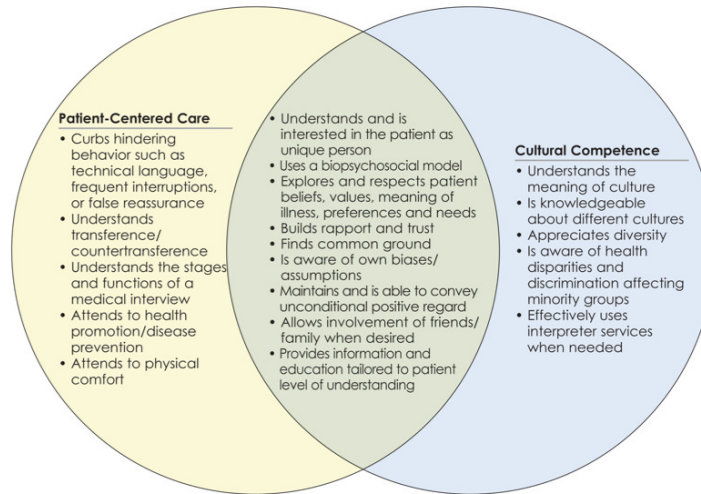 Patient-Centered Care
• Curbs hindering
behavior such as
technical language,
frequent interruptions,
or false reassurance
• Understands
transference/
countertransference
• Understands the stages
and functions of a
medical interview
• Attends to health
promotion/disease
prevention
• Attends to physical
comfort
• Understands and is
interested in the patient as
unique person
• Uses a biopsychosocial model
• Explores and respects patient
beliefs, values, meaning of
illness, preferences and needs
• Builds rapport and trust
• Finds common ground
• Is aware of own biases/
assumptions
• Maintains and is able to convey
unconditional positive regard
• Allows involvement of friends/
family when desired
• Provides information and
education tailored to patient
level of understanding
Cultural Competence
• Understands the
meaning of culture
• Is knowledgeable
about different cultures
• Appreciates diversity
• Is aware of health
disparities and
discrimination affecting
minority groups
• Effectively uses
interpreter services
when needed